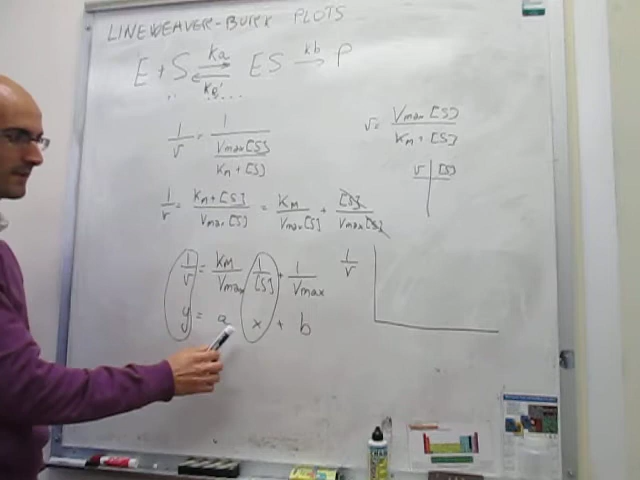 LINEWEAVER-BURK PLOTS
E + S ⇌ ES → P
ka
kb
ka'
1/v = 1 / (Vmax[S] / Km + [S])
v = Vmax [S] / Km + [S]
v | [S]
1/v = Km + [S] / Vmax [S] = Km / Vmax [S] + [S] / Vmax [S]
1/v = Km / Vmax 1 / [S] + 1 / Vmax
1/v
y = a x + b